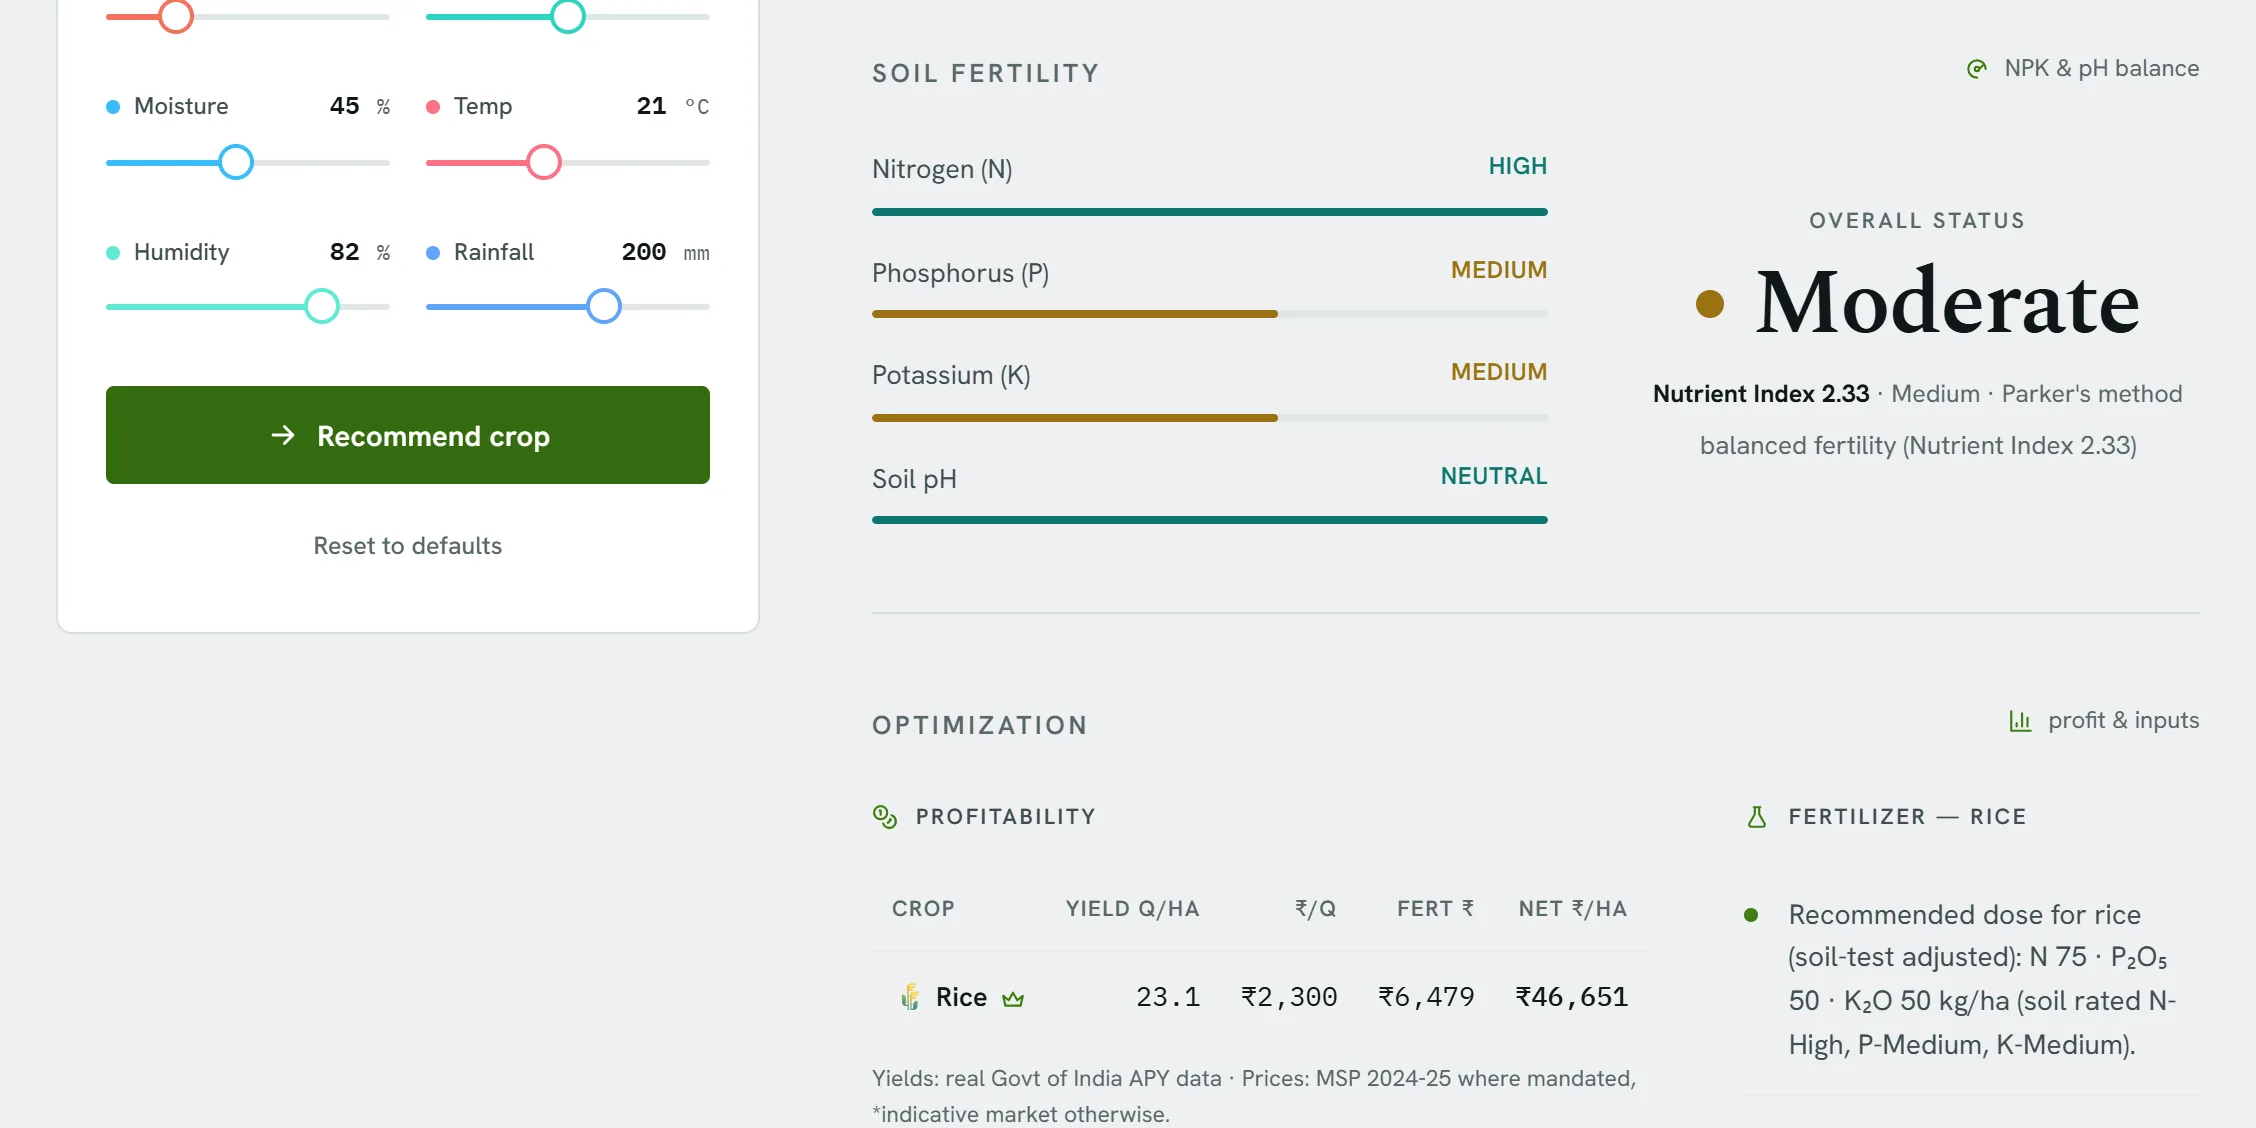 Moisture 45 %
Temp 21 °C
Humidity 82 %
Rainfall 200 mm
→ Recommend crop
Reset to defaults
SOIL FERTILITY
NPK & pH balance
Nitrogen (N) HIGH
Phosphorus (P) MEDIUM
Potassium (K) MEDIUM
Soil pH NEUTRAL
OVERALL STATUS
Moderate
Nutrient Index 2.33 · Medium · Parker's method
balanced fertility (Nutrient Index 2.33)
OPTIMIZATION
profit & inputs
PROFITABILITY
CROP YIELD Q/HA ₹/Q FERT ₹ NET ₹/HA
Rice 23.1 ₹2,300 ₹6,479 ₹46,651
Yields: real Govt of India APY data · Prices: MSP 2024-25 where mandated,
*indicative market otherwise.
FERTILIZER — RICE
Recommended dose for rice
(soil-test adjusted): N 75 · P₂O₅
50 · K₂O 50 kg/ha (soil rated N-
High, P-Medium, K-Medium).